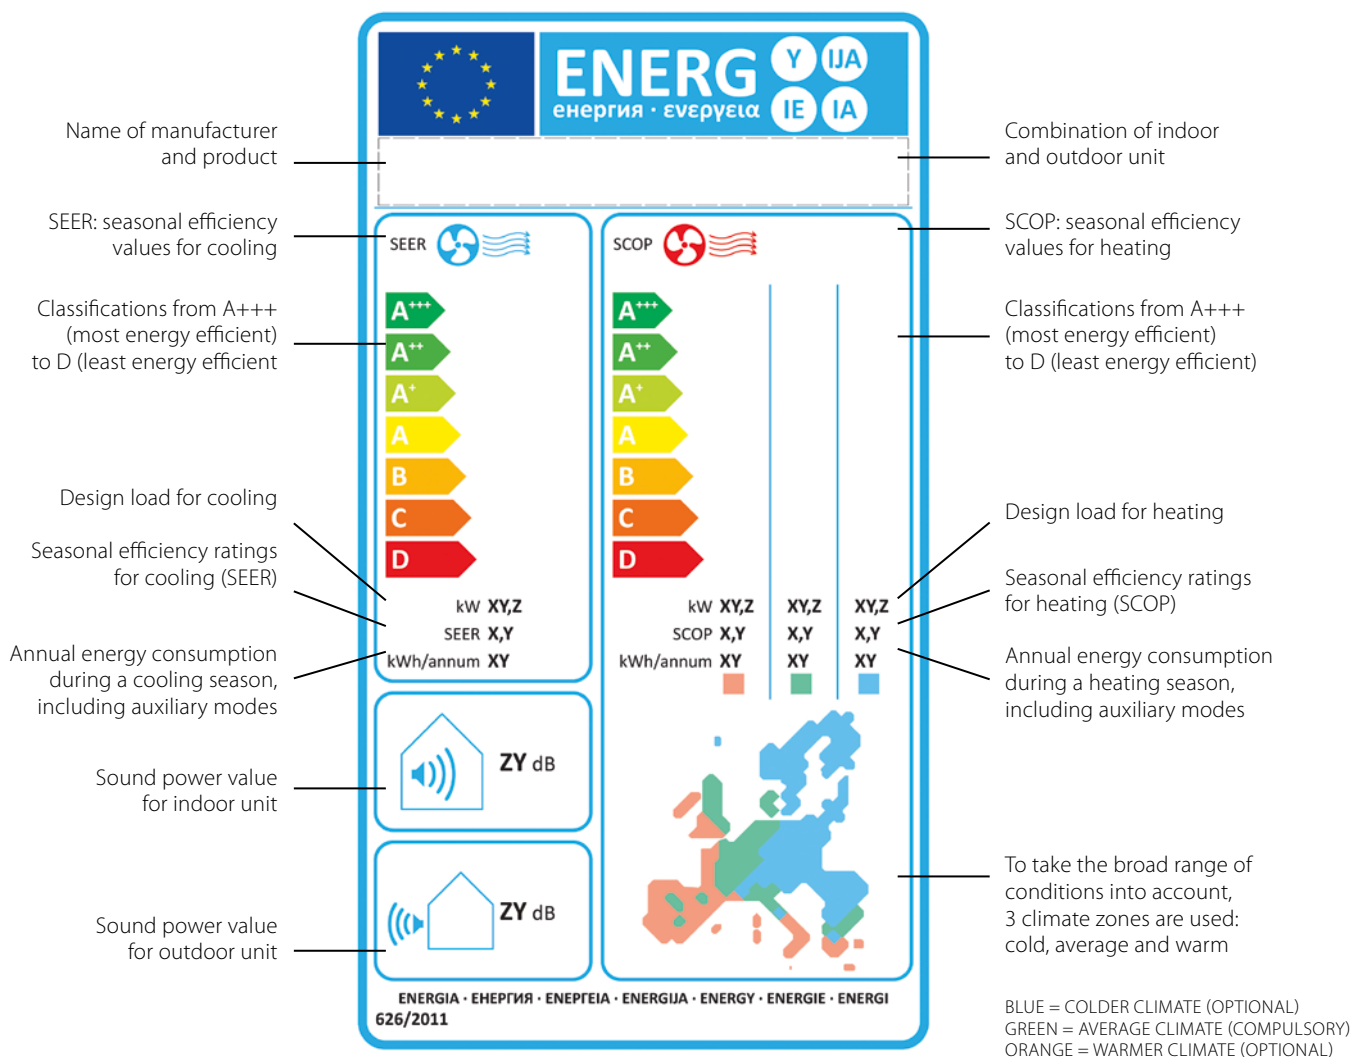 ENERG Y IJA
енергия · ενεργεια IE IA
Name of manufacturer
and product
Combination of indoor
and outdoor unit
SEER: seasonal efficiency
values for cooling
SEER
SCOP
SCOP: seasonal efficiency
values for heating
Classifications from A+++
(most energy efficient)
to D (least energy efficient
A+++
A++
A+
A
B
C
D
A+++
A++
A+
A
B
C
D
Classifications from A+++
(most energy efficient)
to D (least energy efficient)
Design load for cooling
Seasonal efficiency ratings
for cooling (SEER)
Annual energy consumption
during a cooling season,
including auxiliary modes
kW XY,Z
SEER X,Y
kWh/annum XY
kW XY,Z XY,Z XY,Z
SCOP X,Y X,Y X,Y
kWh/annum XY XY XY
Design load for heating
Seasonal efficiency ratings
for heating (SCOP)
Annual energy consumption
during a heating season,
including auxiliary modes
Sound power value
for indoor unit
ZY dB
Sound power value
for outdoor unit
ZY dB
To take the broad range of
conditions into account,
3 climate zones are used:
cold, average and warm
ENERGIA · ЕНЕРГИЯ · ΕΝΕΡΓΕΙΑ · ENERGIJA · ENERGY · ENERGIE · ENERGI
626/2011
BLUE = COLDER CLIMATE (OPTIONAL)
GREEN = AVERAGE CLIMATE (COMPULSORY)
ORANGE = WARMER CLIMATE (OPTIONAL)